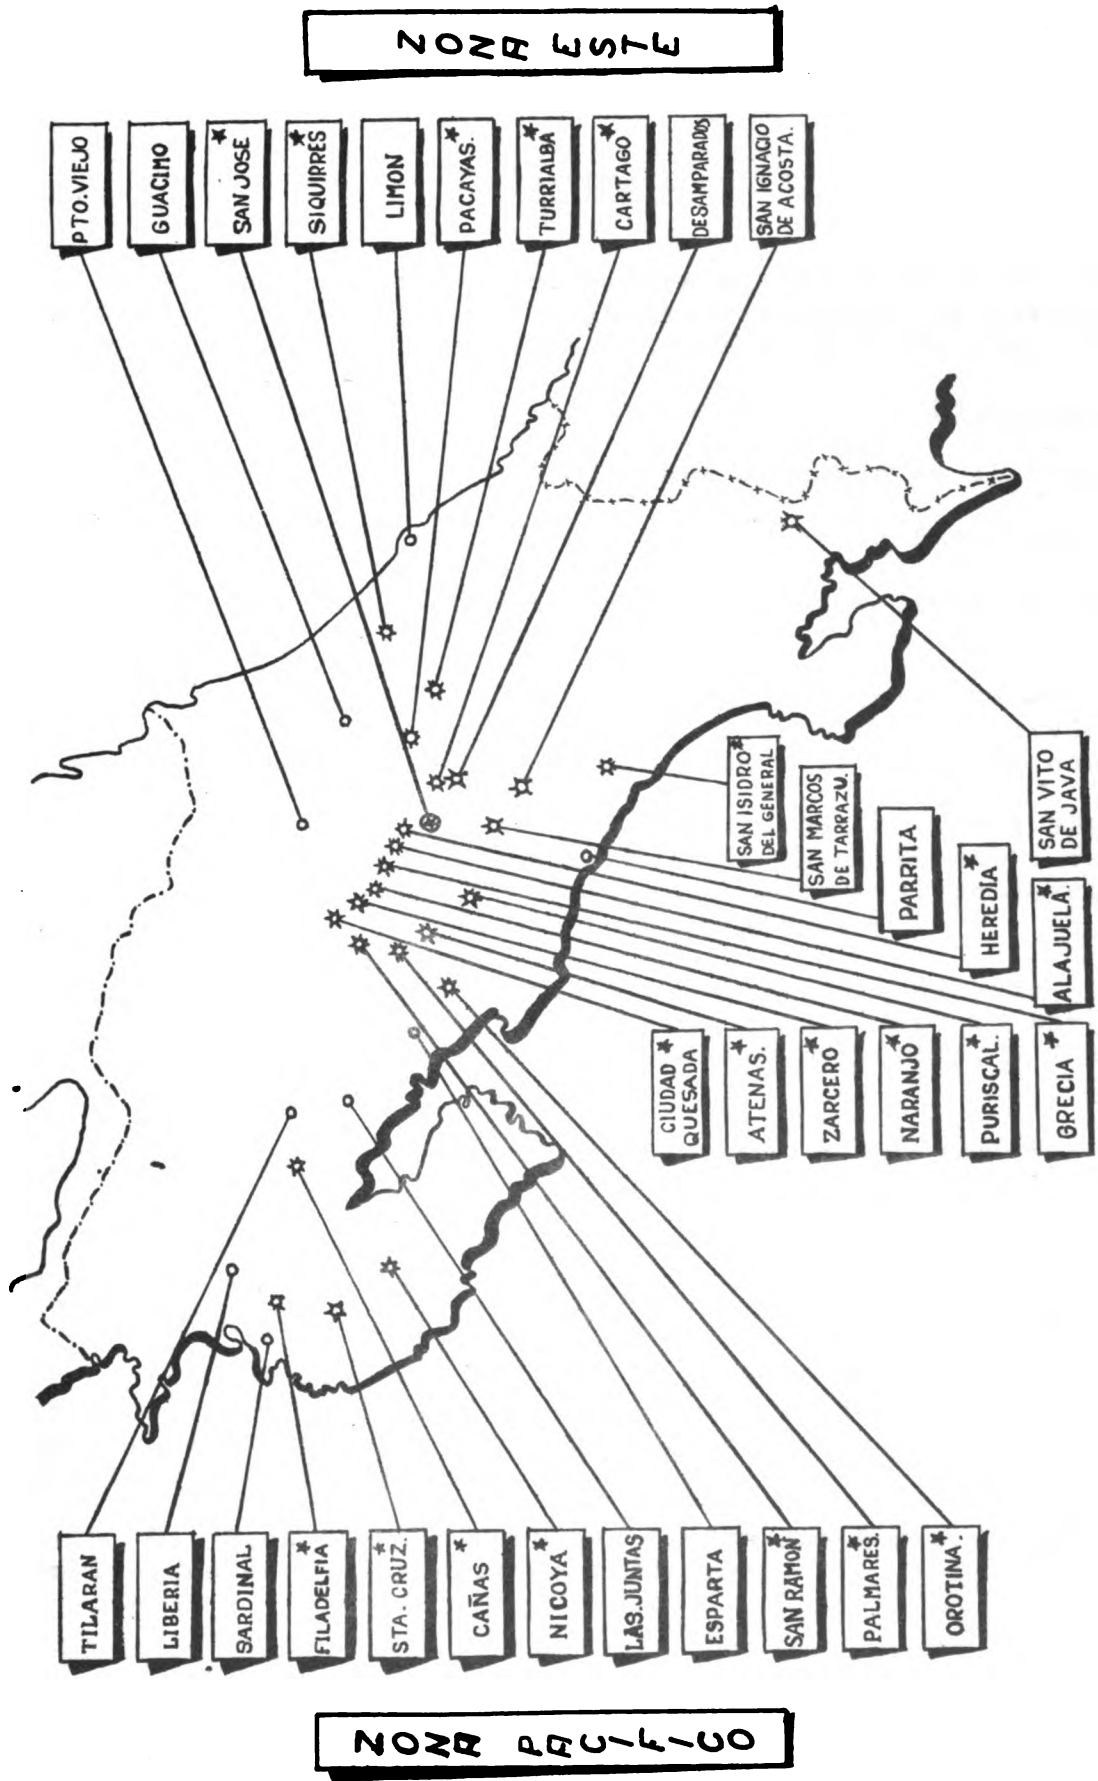 ZONA ESTE
PTO.VIEJO
GUACIMO
SAN JOSE *
SIQUIRRES *
LIMON
PACAYAS. *
TURRIALBA *
CARTAGO *
DESAMPARADOS
SAN IGNACIO
DE ACOSTA.
SAN ISIDRO *
DEL GENERAL
SAN MARCOS
DE TARRAZU.
PARRITA
HEREDIA *
SAN VITO
DE JAVA
ALAJUELA. *
CIUDAD *
QUESADA
ATENAS. *
ZARCERO *
NARANJO *
PURISCAL. *
GRECIA *
TILARAN
LIBERIA
SARDINAL
FILADELFIA *
STA. CRUZ. *
CAÑAS *
NICOYA *
LAS.JUNTAS
ESPARTA
SAN RAMON *
PALMARES. *
OROTINA. *
ZONA PACIFICO